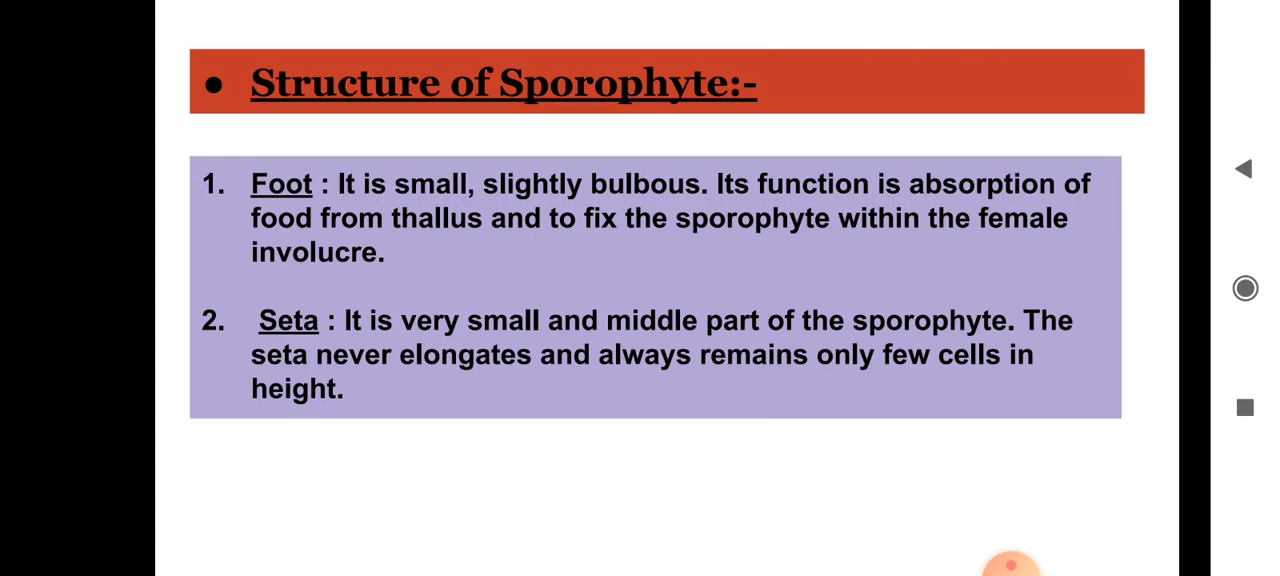 ● Structure of Sporophyte:-
1. Foot : It is small, slightly bulbous. Its function is absorption of
food from thallus and to fix the sporophyte within the female
involucre.
2. Seta : It is very small and middle part of the sporophyte. The
seta never elongates and always remains only few cells in
height.